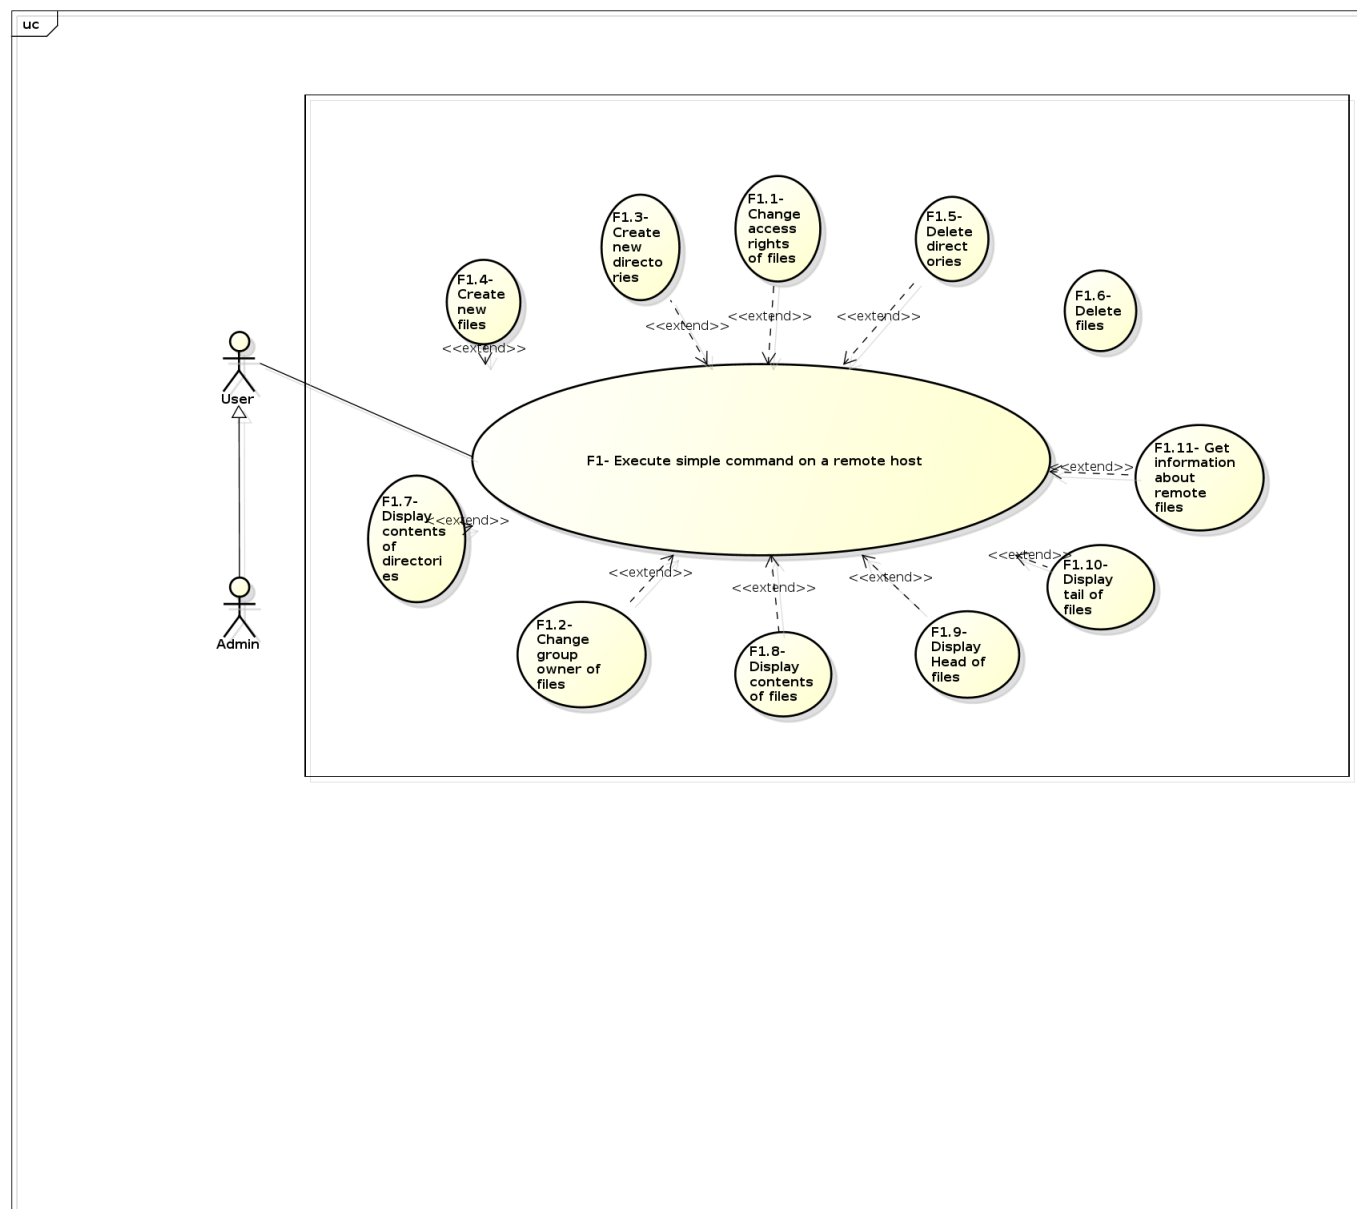 uc
F1.1-
Change
access
rights
of files
F1.3-
Create
new
directo
ries
F1.5-
Delete
direct
ories
F1.4-
Create
new
files
F1.6-
Delete
files
<<extend>>
<<extend>>
<<extend>>
<<extend>>
User
F1- Execute simple command on a remote host
F1.11- Get
information
about
remote
files
<<extend>>
F1.7-
Display
contents
of
directori
es
<<extend>>
<<extend>>
F1.10-
Display
tail of
files
<<extend>>
<<extend>>
<<extend>>
F1.2-
Change
group
owner of
files
F1.9-
Display
Head of
files
F1.8-
Display
contents
of files
Admin